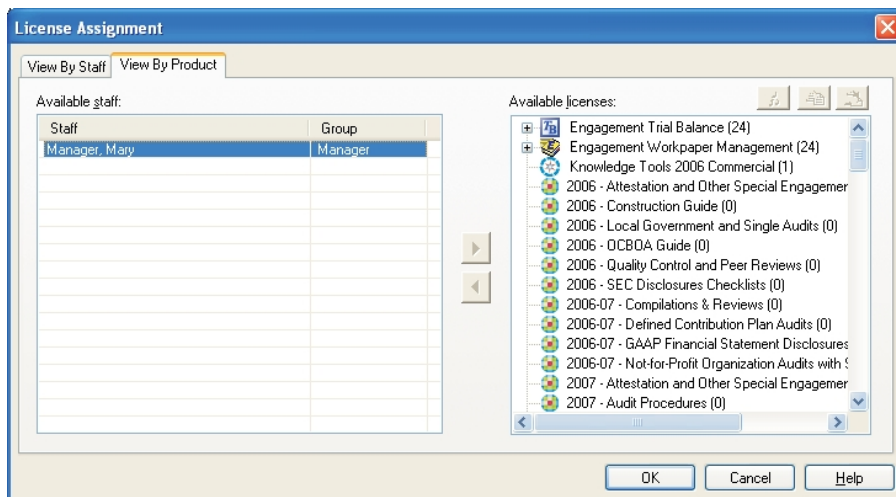 License Assignment
View By Staff View By Product
Available staff:
Available licenses:
Staff Group
Manager, Mary Manager
Engagement Trial Balance (24)
Engagement Workpaper Management (24)
Knowledge Tools 2006 Commercial (1)
2006 - Attestation and Other Special Engagemer
2006 - Construction Guide (0)
2006 - Local Government and Single Audits (0)
2006 - OCBOA Guide (0)
2006 - Quality Control and Peer Reviews (0)
2006 - SEC Disclosures Checklists (0)
2006-07 - Compilations & Reviews (0)
2006-07 - Defined Contribution Plan Audits (0)
2006-07 - GAAP Financial Statement Disclosures
2006-07 - Not-for-Profit Organization Audits with S
2007 - Attestation and Other Special Engagemer
2007 - Audit Procedures (0)
OK Cancel Help